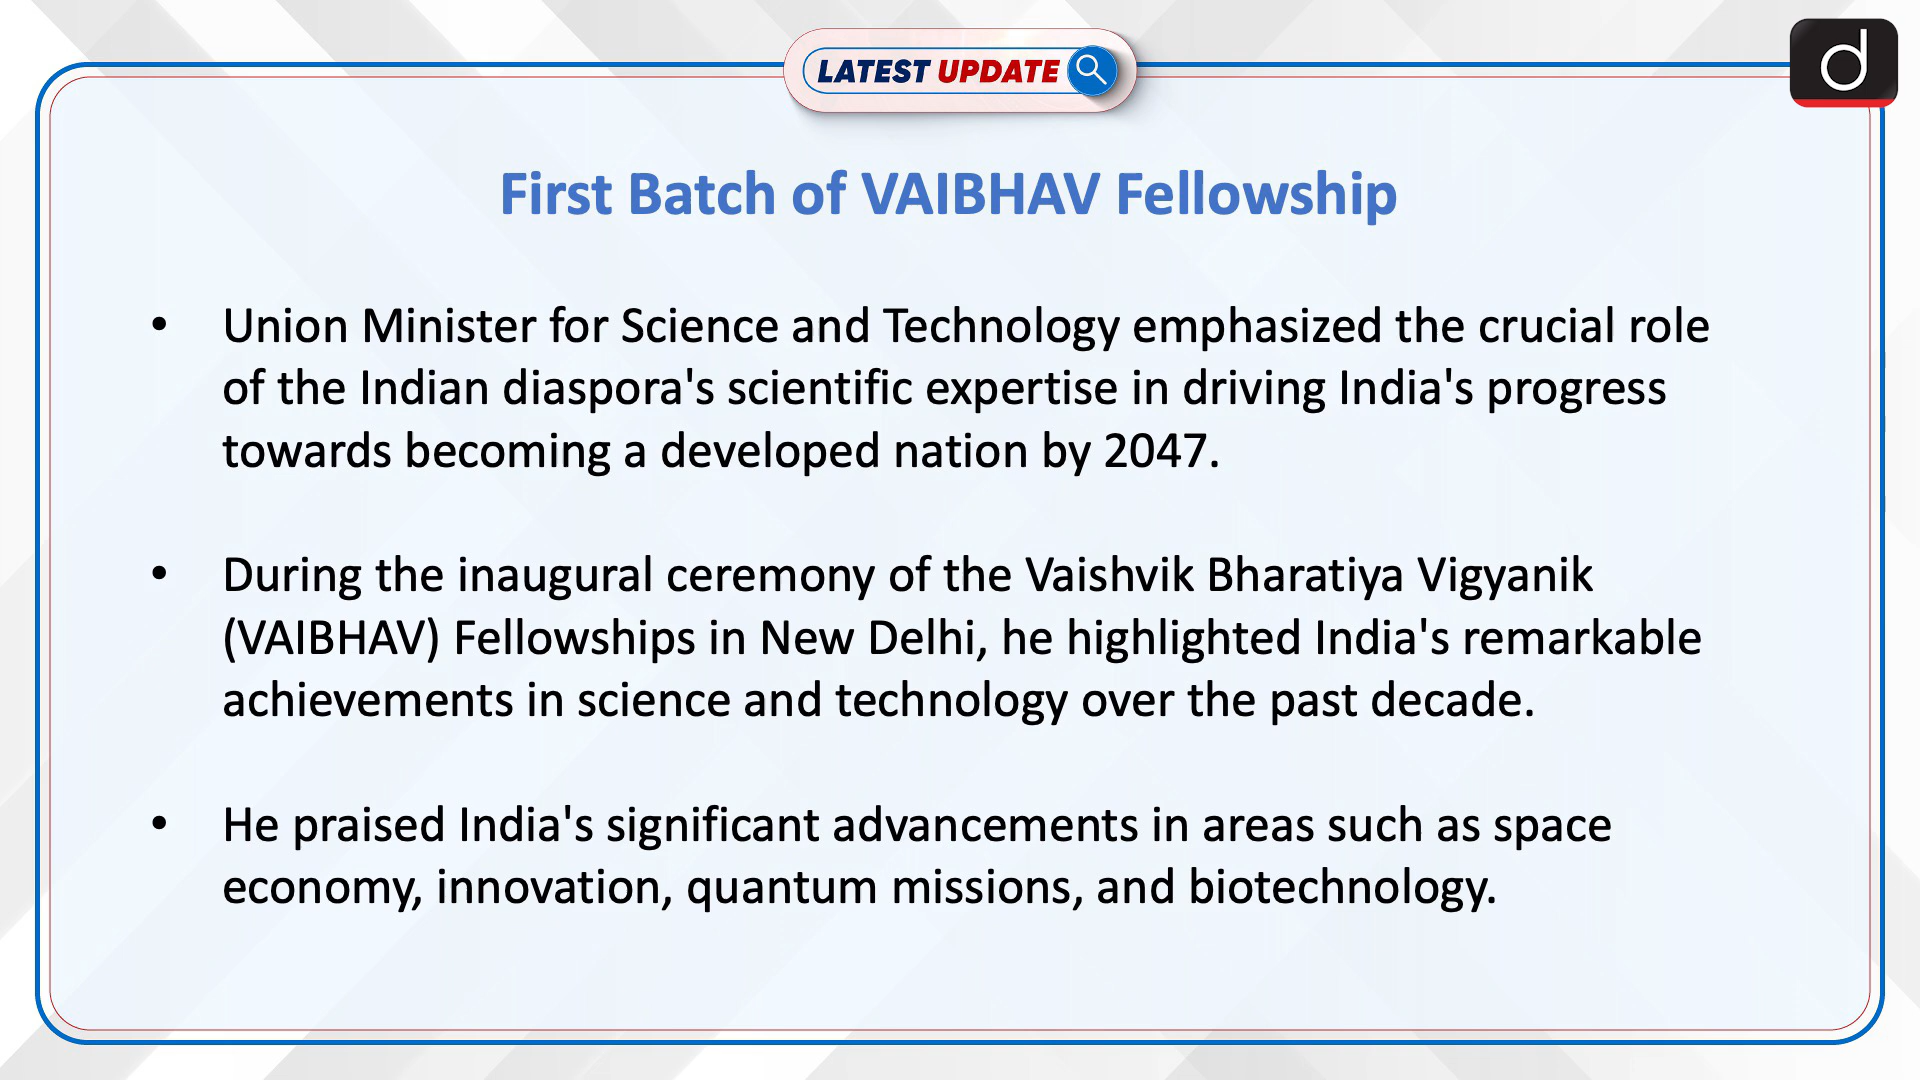 LATEST UPDATE
d
First Batch of VAIBHAV Fellowship
• Union Minister for Science and Technology emphasized the crucial role
of the Indian diaspora's scientific expertise in driving India's progress
towards becoming a developed nation by 2047.
• During the inaugural ceremony of the Vaishvik Bharatiya Vigyanik
(VAIBHAV) Fellowships in New Delhi, he highlighted India's remarkable
achievements in science and technology over the past decade.
• He praised India's significant advancements in areas such as space
economy, innovation, quantum missions, and biotechnology.